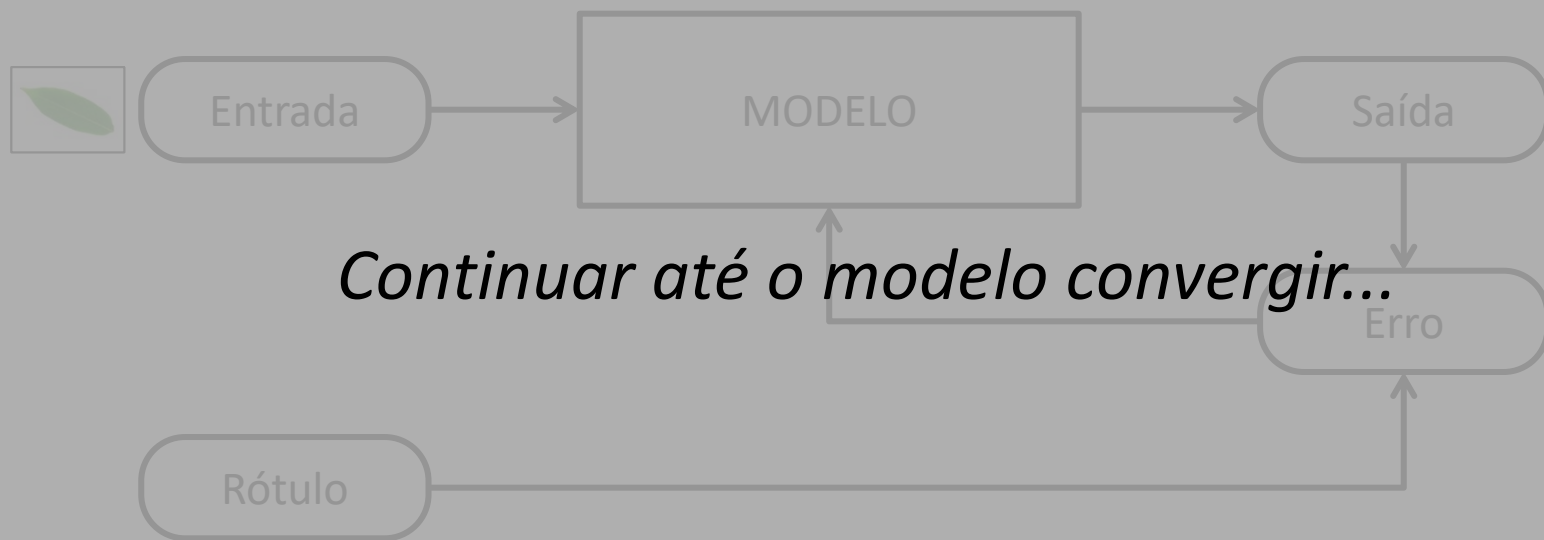 Entrada
MODELO
Saída
Continuar até o modelo convergir...
Erro
Rótulo